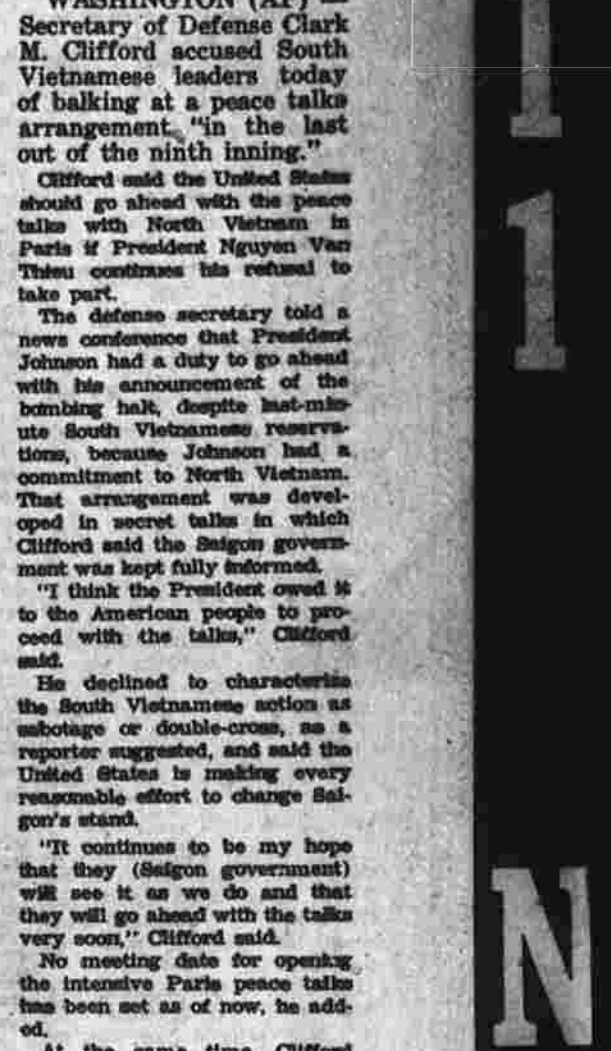 WASHINGTON (AP) —
Secretary of Defense Clark
M. Clifford accused South
Vietnamese leaders today
of balking at a peace talks
arrangement "in the last
out of the ninth inning."
Clifford said the United States
should go ahead with the peace
talks with North Vietnam in
Paris if President Nguyen Van
Thieu continues his refusal to
take part.
The defense secretary told a
news conference that President
Johnson had a duty to go ahead
with his announcement of the
bombing halt, despite last-min-
ute South Vietnamese reserva-
tions, because Johnson had a
commitment to North Vietnam.
That arrangement was devel-
oped in secret talks in which
Clifford said the Saigon govern-
ment was kept fully informed.
"I think the President owed it
to the American people to pro-
ceed with the talks," Clifford
said.
He declined to characterize
the South Vietnamese action as
sabotage or double-cross, as a
reporter suggested, and said the
United States is making every
reasonable effort to change Sai-
gon's stand.
"It continues to be my hope
that they (Saigon government)
will see it as we do and that
they will go ahead with the talks
very soon," Clifford said.
No meeting date for opening
the intensive Paris peace talks
has been set as of now, he add-
ed.
At the same time, Clifford
1
1
N